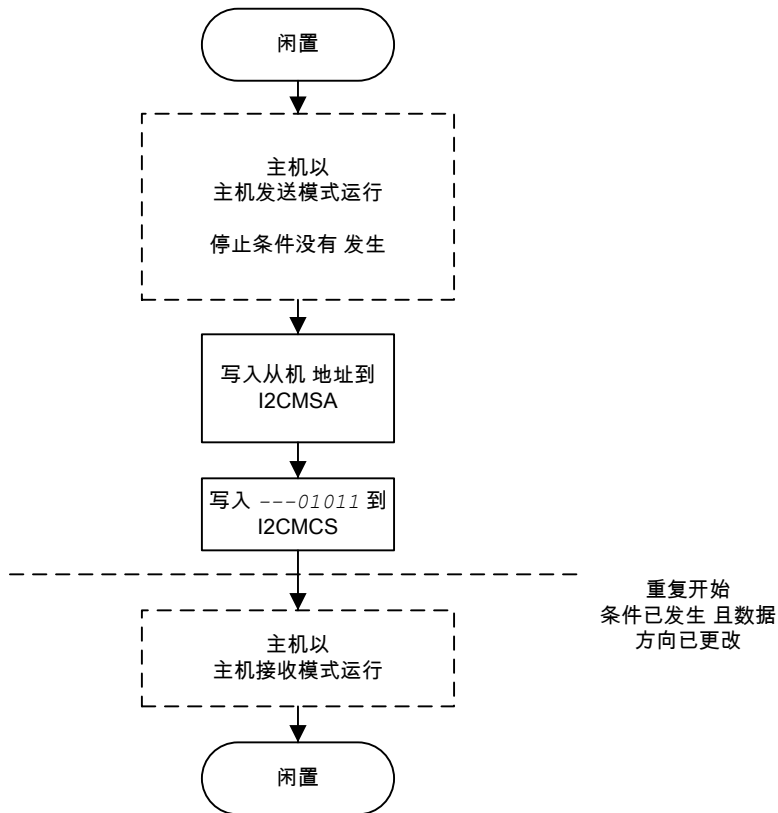 闲置
主机以
主机发送模式运行
停止条件没有 发生
写入从机 地址到
I2CMSA
写入 ---01011 到
I2CMCS
重复开始
条件已发生 且数据
方向已更改
主机以
主机接收模式运行
闲置